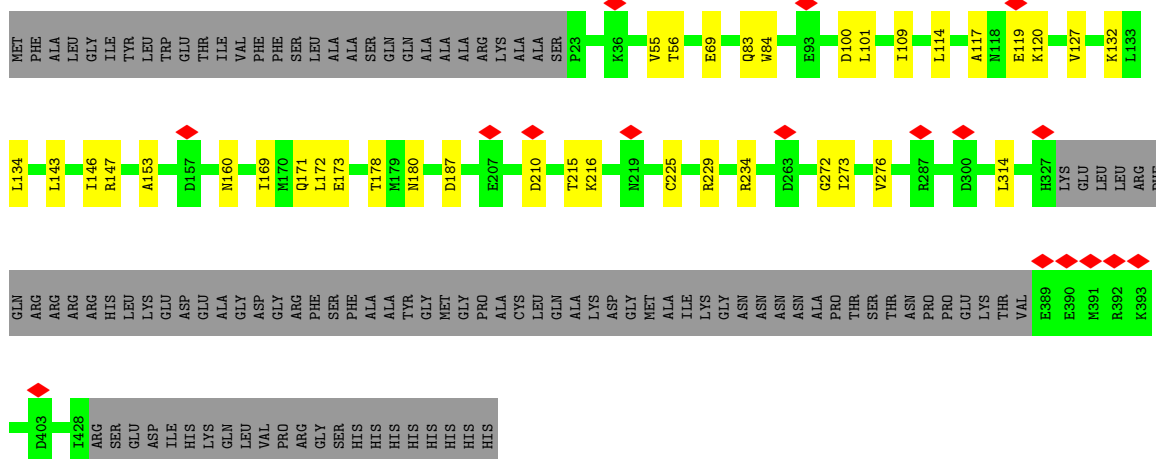 MET PHE ALA LEU GLY ILE TYR LEU TRP GLU THR ILE VAL PHE PHE SER LEU ALA ALA SER GLN GLN ALA ALA ALA ARG LYS ALA ALA SER P23 K36 V55 T56 E69 Q83 W84 E93 D100 L101 I109 L114 A117 N118 E119 K120 V127 K132 L133
L134 L143 I146 R147 A153 D157 N160 I169 M170 Q171 L172 E173 T178 M179 N180 D187 E207 D210 T215 K216 N219 C225 R229 R234 D263 G272 I273 V276 R287 D300 L314 H327 LYS GLU LEU LEU ARG PHE
GLN ARG ARG ARG ARG HIS LEU LYS GLU ASP GLU ALA GLY ASP GLY ARG PHE SER PHE ALA ALA TYR GLY MET GLY PRO ALA CYS LEU GLN ALA LYS ASP GLY MET ALA ILE LYS GLY ASN ASN ASN ASN ALA PRO THR SER THR ASN PRO PRO GLU LYS THR VAL E389 E390 M391 R392 K393
D403 I428 ARG SER GLU ASP ILE HIS LYS GLN LEU VAL PRO ARG GLY SER HIS HIS HIS HIS HIS HIS HIS HIS